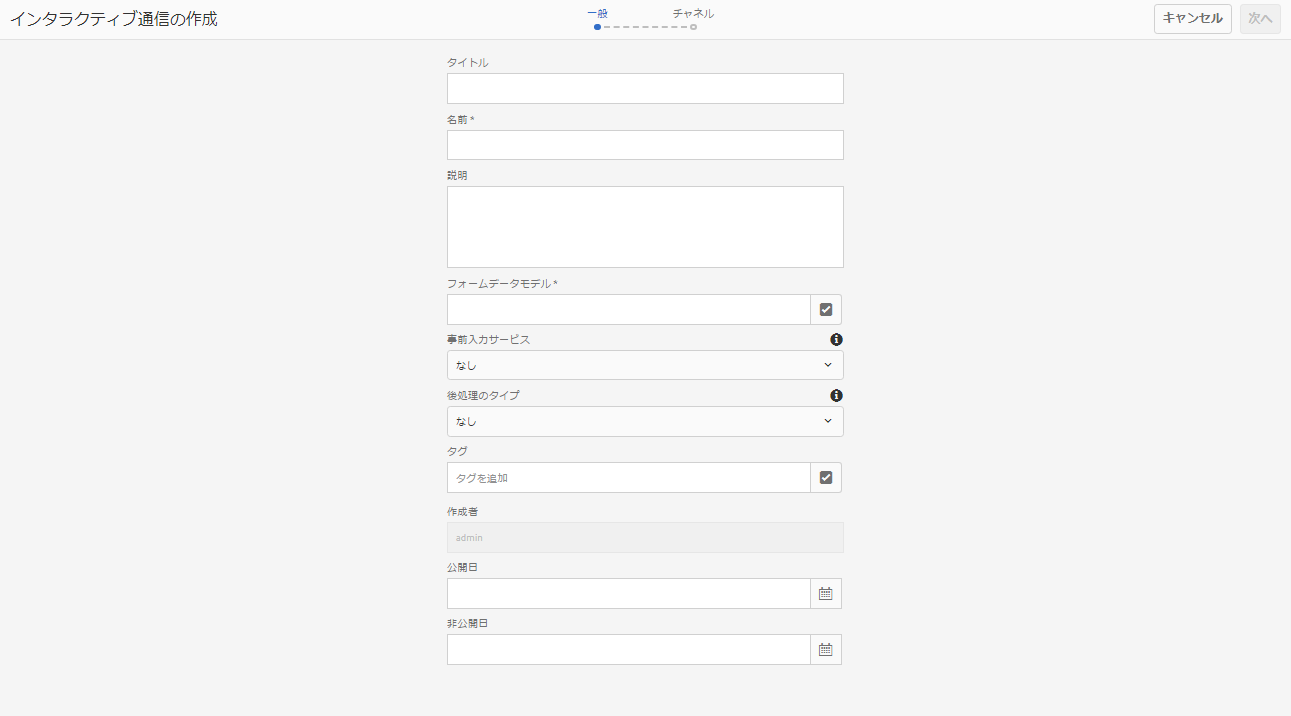 インタラクティブ通信の作成
一般
チャネル
キャンセル
次へ
タイトル
名前 *
説明
フォームデータモデル *
事前入力サービス
なし
後処理のタイプ
なし
タグ
タグを追加
作成者
admin
公開日
非公開日